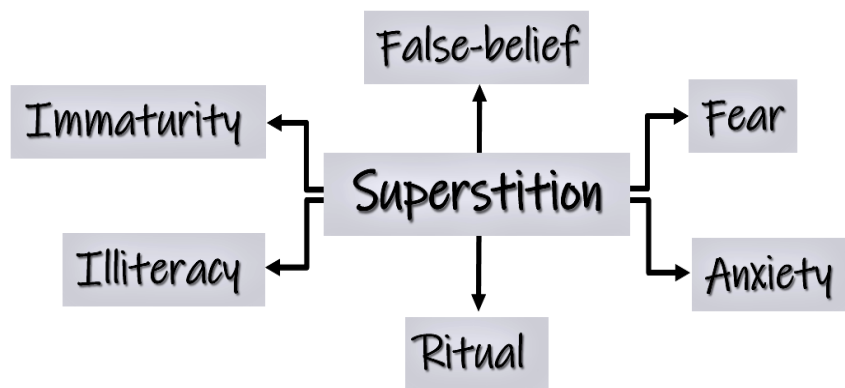 False-belief
Immaturity
Fear
Superstition
Illiteracy
Anxiety
Ritual